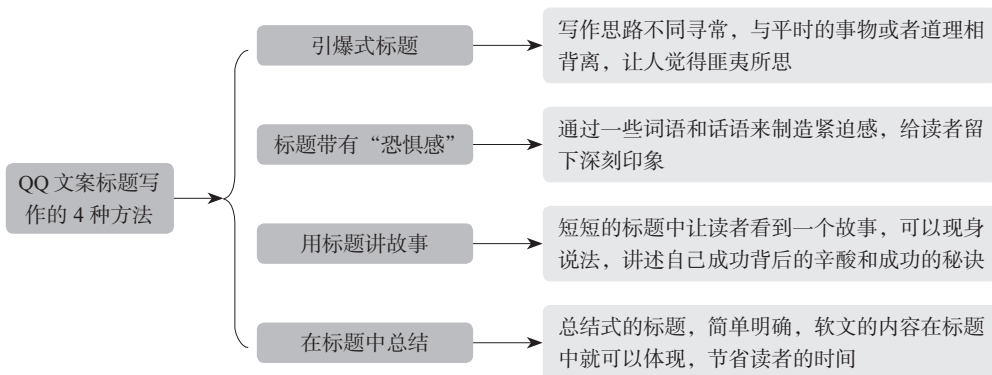 QQ 文案标题写
作的 4 种方法
引爆式标题
写作思路不同寻常，与平时的事物或者道理相
背离，让人觉得匪夷所思
标题带有“恐惧感”
通过一些词语和话语来制造紧迫感，给读者留
下深刻印象
用标题讲故事
短短的标题中让读者看到一个故事，可以现身
说法，讲述自己成功背后的辛酸和成功的秘诀
在标题中总结
总结式的标题，简单明确，软文的内容在标题
中就可以体现，节省读者的时间